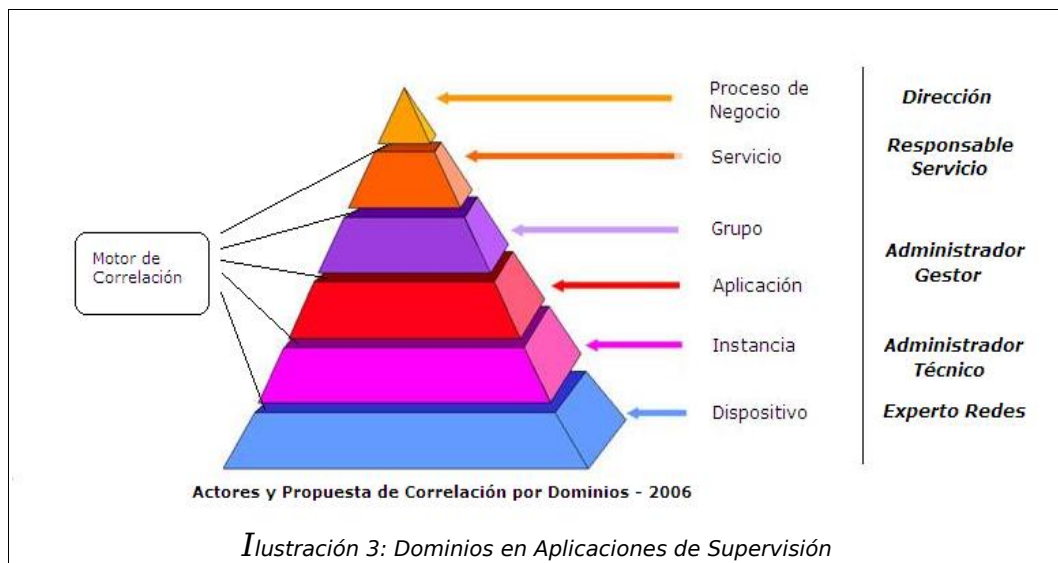 Proceso de
Negocio
Dirección
Servicio
Responsable
Servicio
Grupo
Motor de
Correlación
Administrador
Gestor
Aplicación
Instancia
Administrador
Técnico
Dispositivo
Experto Redes
Actores y Propuesta de Correlación por Dominios - 2006
Ilustración 3: Dominios en Aplicaciones de Supervisión